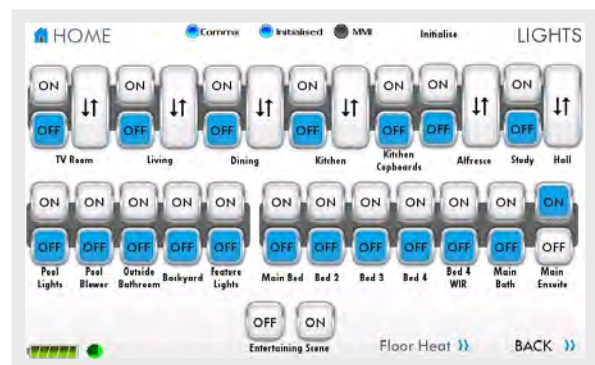 HOME Comms Initialised MMI Initialise LIGHTS
ON ON ON ON ON ON ON
OFF OFF OFF OFF OFF OFF OFF
TV Room Living Dining Kitchen Kitchen Cupboards Alfresco Study Hall
ON ON ON ON ON ON ON ON ON ON ON ON
OFF OFF OFF OFF OFF OFF OFF OFF OFF OFF OFF OFF
Pool Lights Pool Blower Outside Bathroom Backyard Feature Lights Main Bed Bed 2 Bed 3 Bed 4 Bed 4 WIR Main Bath Main Ensuite
OFF ON
Entertaining Scene Floor Heat BACK